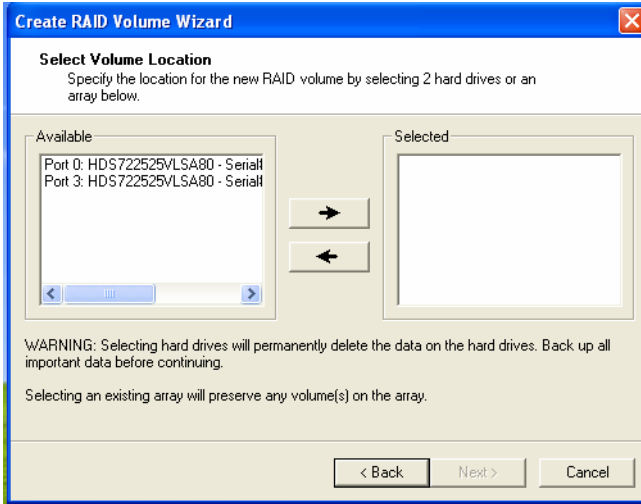 Create RAID Volume Wizard
Select Volume Location
Specify the location for the new RAID volume by selecting 2 hard drives or an
array below.
Available
Selected
Port 0: HDS722525VLSA80 - Serial#
Port 3: HDS722525VLSA80 - Serial#
WARNING: Selecting hard drives will permanently delete the data on the hard drives. Back up all
important data before continuing.
Selecting an existing array will preserve any volume(s) on the array.
< Back
Next >
Cancel